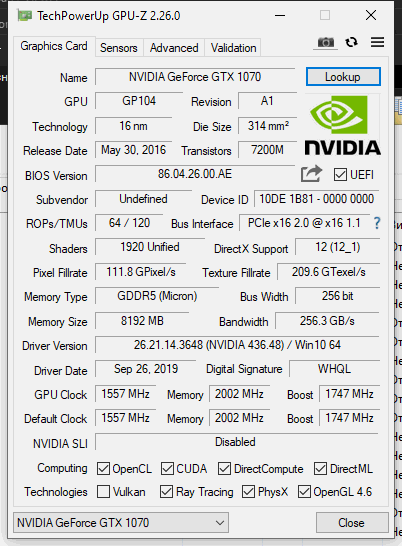 TechPowerUp GPU-Z 2.26.0
Graphics Card Sensors Advanced Validation
Name NVIDIA GeForce GTX 1070 Lookup
GPU GP104 Revision A1
Technology 16 nm Die Size 314 mm²
Release Date May 30, 2016 Transistors 7200M
NVIDIA
BIOS Version 86.04.26.00.AE UEFI
Subvendor Undefined Device ID 10DE 1B81 - 0000 0000
ROPs/TMUs 64 / 120 Bus Interface PCIe x16 2.0 @ x16 1.1 ?
Shaders 1920 Unified DirectX Support 12 (12_1)
Pixel Fillrate 111.8 GPixel/s Texture Fillrate 209.6 GTexel/s
Memory Type GDDR5 (Micron) Bus Width 256 bit
Memory Size 8192 MB Bandwidth 256.3 GB/s
Driver Version 26.21.14.3648 (NVIDIA 436.48) / Win10 64
Driver Date Sep 26, 2019 Digital Signature WHQL
GPU Clock 1557 MHz Memory 2002 MHz Boost 1747 MHz
Default Clock 1557 MHz Memory 2002 MHz Boost 1747 MHz
NVIDIA SLI Disabled
Computing OpenCL CUDA DirectCompute DirectML
Technologies Vulkan Ray Tracing PhysX OpenGL 4.6
NVIDIA GeForce GTX 1070 Close